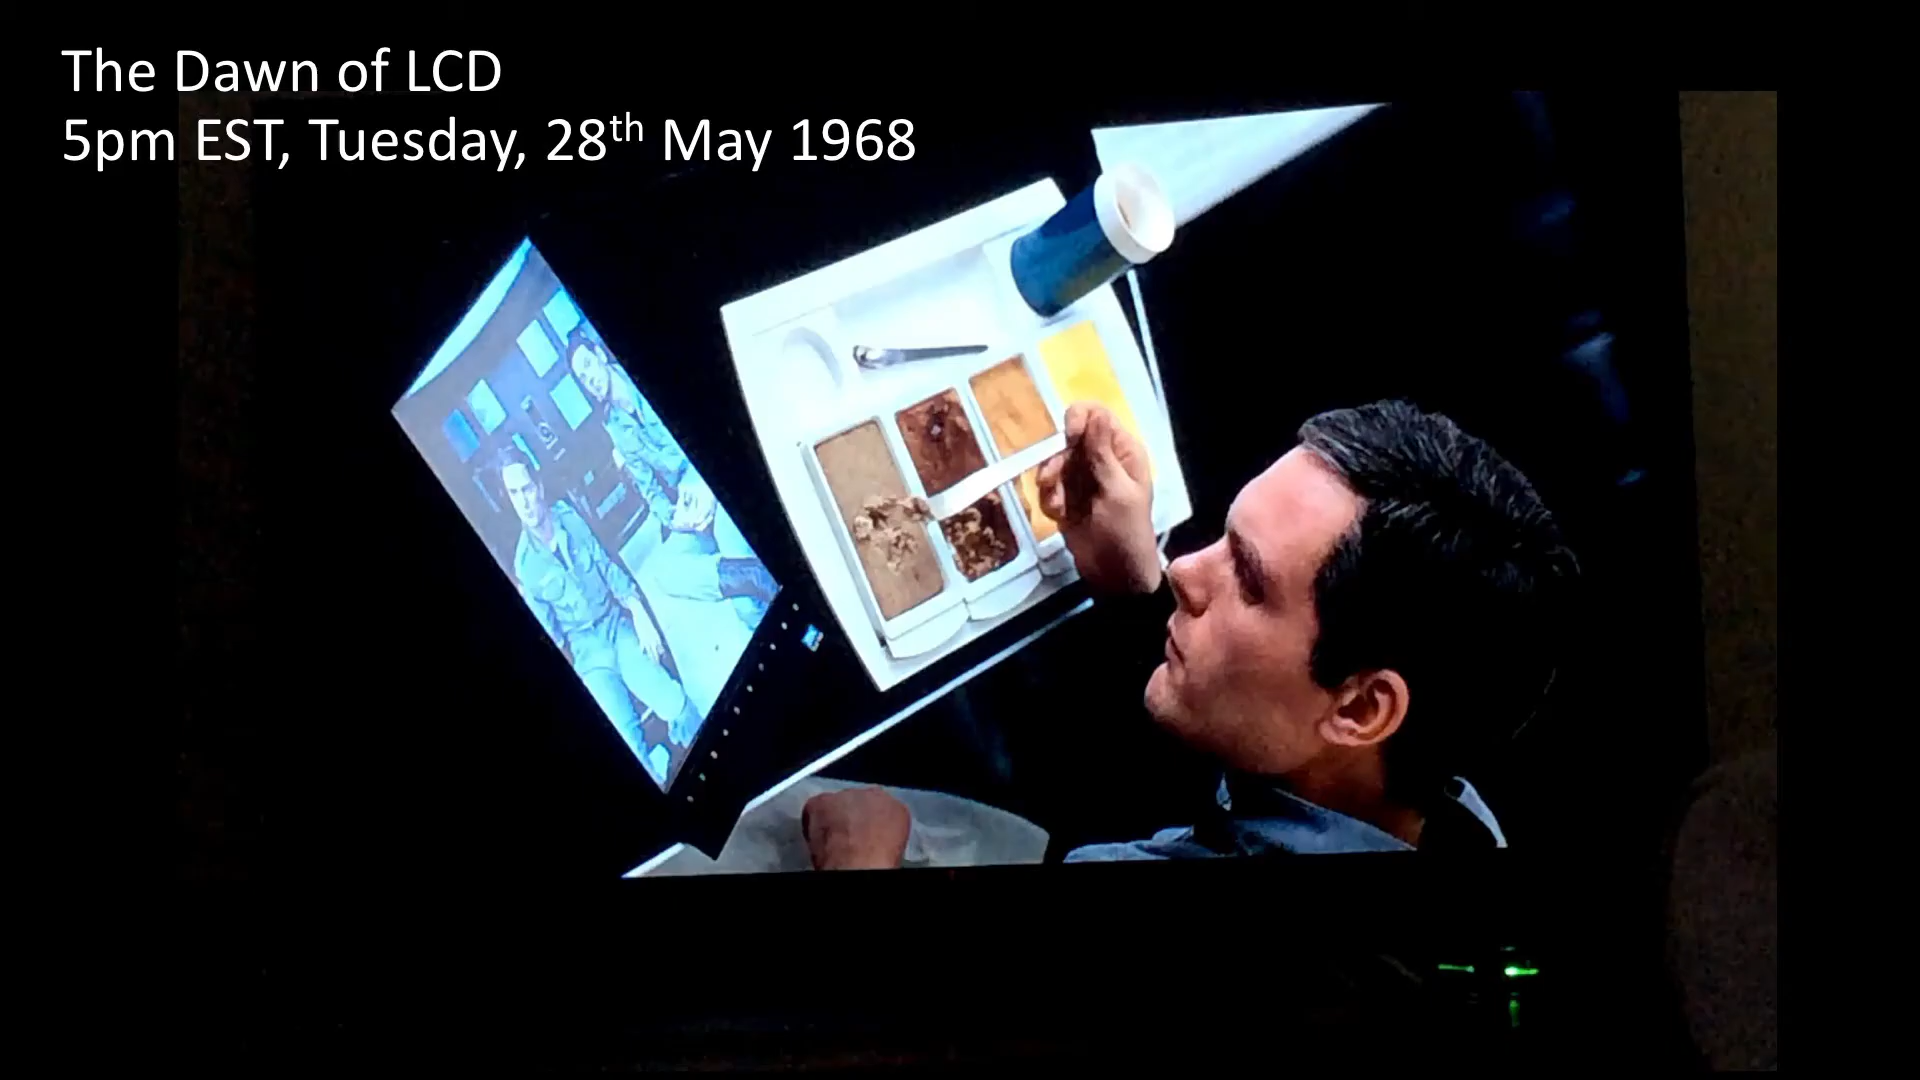 The Dawn of LCD
5pm EST, Tuesday, 28th May 1968